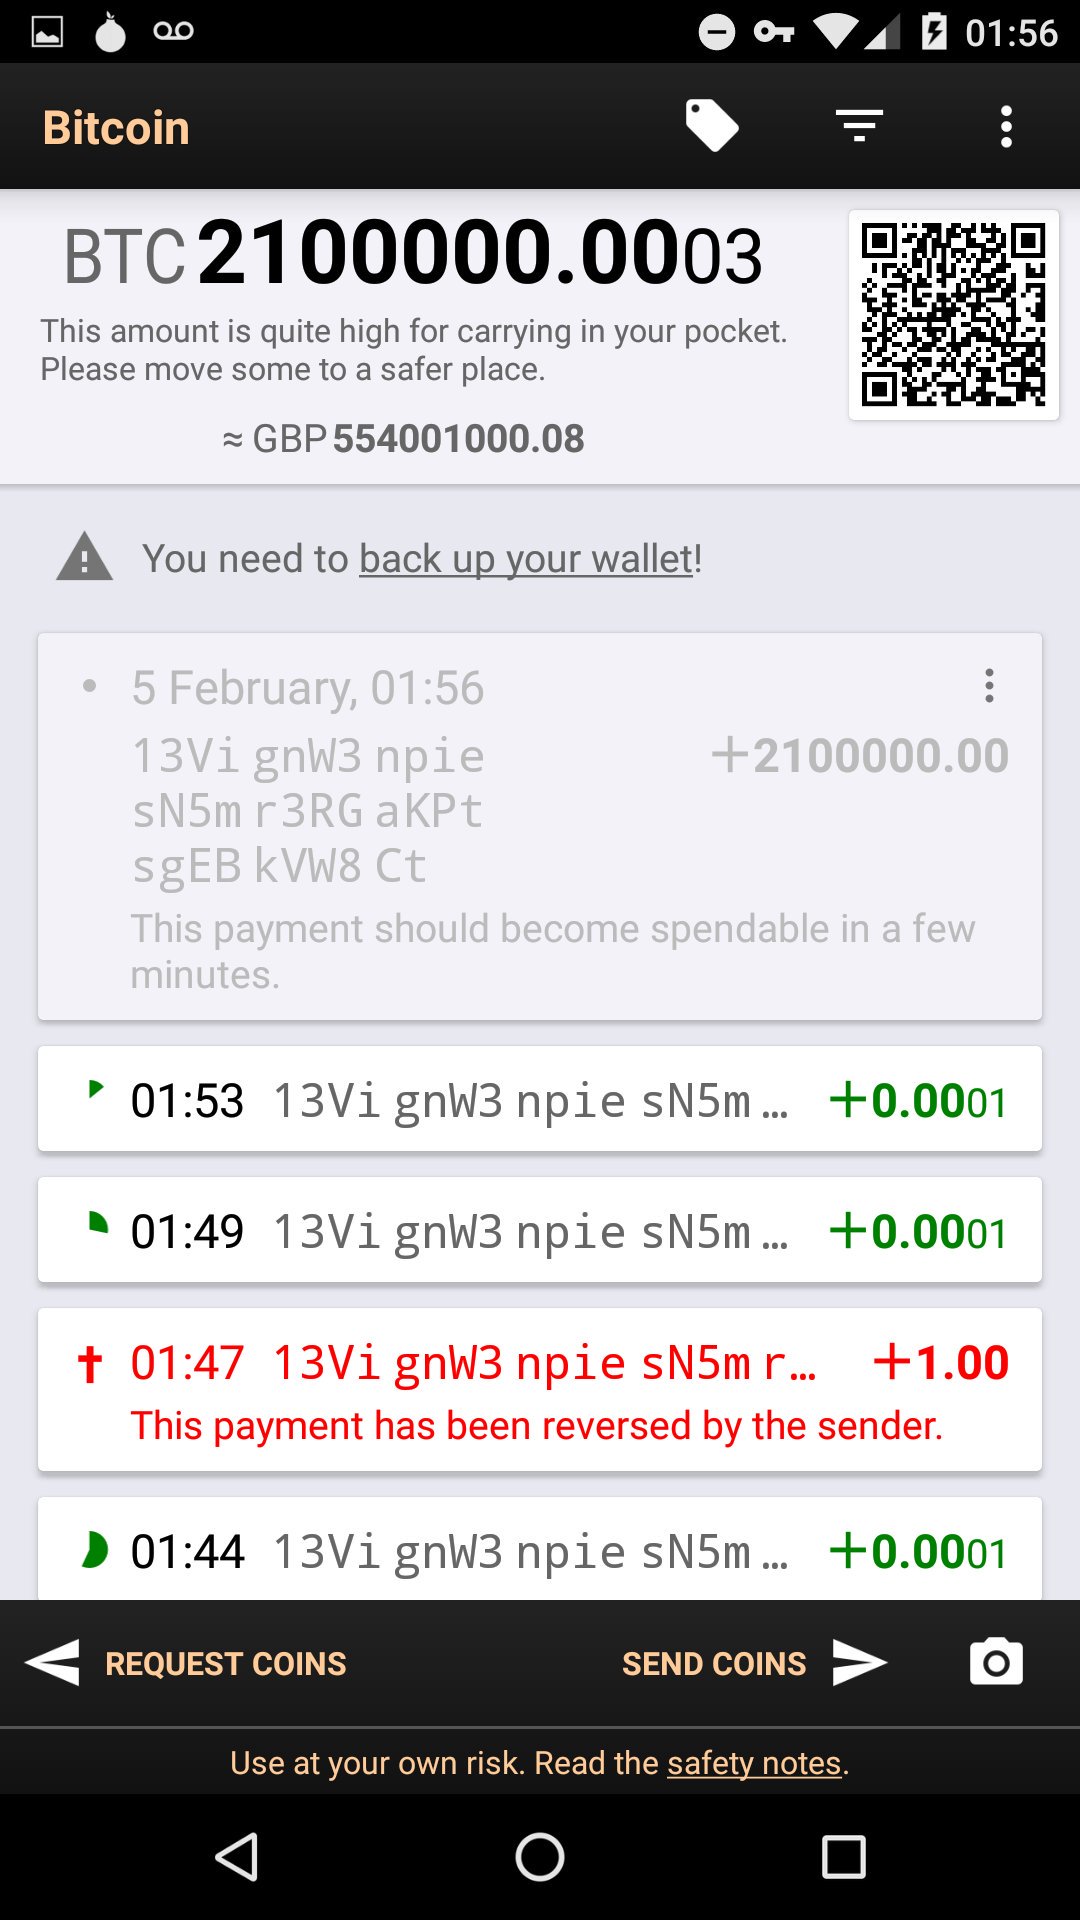 01:56
Bitcoin
BTC 2100000.0003
This amount is quite high for carrying in your pocket.
Please move some to a safer place.
≈ GBP 554001000.08
You need to back up your wallet!
5 February, 01:56
13Vi gnW3 npie +2100000.00
sN5m r3RG aKPt
sgEB kVW8 Ct
This payment should become spendable in a few
minutes.
01:53 13Vi gnW3 npie sN5m … +0.0001
01:49 13Vi gnW3 npie sN5m … +0.0001
01:47 13Vi gnW3 npie sN5m r… +1.00
This payment has been reversed by the sender.
01:44 13Vi gnW3 npie sN5m … +0.0001
REQUEST COINS SEND COINS
Use at your own risk. Read the safety notes.